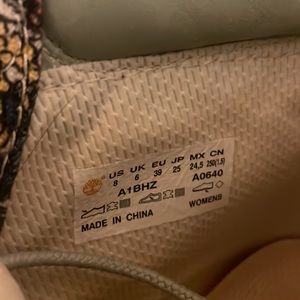 US UK EU JP MX CN
8 6 39 25 24,5 250(1.5)
A1BHZ A0640
MADE IN CHINA WOMENS